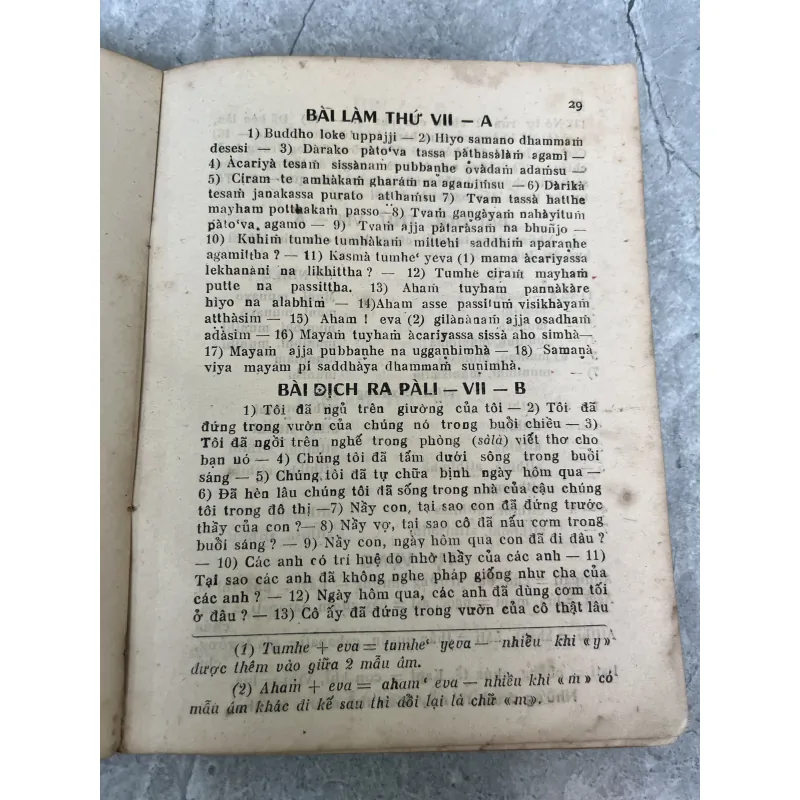 29
BÀI LÀM THỨ VII — A
1) Buddho loke uppajji — 2) Hiyo samano dhammaṁ
desesi — 3) Dàrako pàto‘va tassa pàthasàlaṁ agami —
4) Àcariyà tesaṁ sissànaṁ pubbaṇhe ovàdaṁ adaṁsu —
5) Ciraṁ te amhàkaṁ gharáṁ na agamiṁsu — 6) Dàrikà
tesaṁ janakassa purato atthaṁsu 7) Tvaṁ tassà hatthe
mayham potthakaṁ passo — 8) Tvaṁ gaṇgàyaṁ nahàyituṁ
pàto‘va agamo — 9) Tvaṁ ajja pàtaràsaṁ na bhuñjo —
10) Kuhiṁ tumhe tumhàkaṁ mittehi saddhiṁ aparaṇhe
agamittha ? — 11) Kasmà tumhe‘ yeva (1) mama àcariyassa
lekhanàni na likhittha ? — 12) Tumhe ciraṁ mayhaṁ
putte na passittha. 13) Ahaṁ tuyhaṁ pannàkàre
hiyo na alabhiṁ — 14)Ahaṁ asse passituṁ visikhàyaṁ
atthàsiṁ — 15) Aham ! eva (2) gilànànaṁ ajja osadhaṁ
adàsiṁ — 16) Mayaṁ tuyhaṁ àcariyassa sissà aho simhà—
17) Mayaṁ ajja pubbaṇhe na uggaṇhimhà — 18) Samaṇà
viya mayaṁ pi saddhàya dhammaṁ suṇimhà.
BÀI DỊCH RA PÀLI — VII — B
1) Tôi đã ngủ trên giường của tôi — 2) Tôi đã
đứng trong vườn của chúng nó trong buổi chiều — 3)
Tôi đã ngồi trên nghế trong phòng (sàlà) viết thơ cho
bạn nó — 4) Chúng tôi đã tắm dưới sông trong buổi
sáng — 5) Chúng tôi đã tự chữa bịnh ngày hôm qua —
6) Đã hèn lâu chúng tôi đã sống trong nhà của cậu chúng
tôi trong đô thị —7) Nầy con, tại sao con đã đứng trước
thầy của con ?— 8) Nầy vợ, tại sao cô đã nấu cơm trong
buổi sáng ? — 9) Nầy con, ngày hôm qua con đã đi đâu ?
— 10) Các anh có trí huệ do nhờ thầy của các anh — 11)
Tại sao các anh đã không nghe pháp giống như cha của
các anh ? — 12) Ngày hôm qua, các anh đã dùng cơm tối
ở đâu ? — 13) Cô ấy đã đứng trong vườn của cô thật lâu
(1) Tumhe + eva = tumhe‘ yeva — nhiều khi «y»
được thêm vào giữa 2 mẫu âm.
(2) Ahaṁ + eva = aham‘ eva — nhiều khi «ṁ» có
mẫu âm khác đi kế sau thì đổi lại là chữ «m».